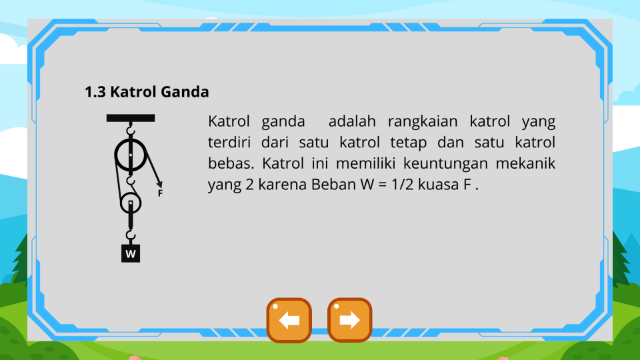 1.3 Katrol Ganda
Katrol ganda adalah rangkaian katrol yang
terdiri dari satu katrol tetap dan satu katrol
bebas. Katrol ini memiliki keuntungan mekanik
yang 2 karena Beban W = 1/2 kuasa F .
F
W